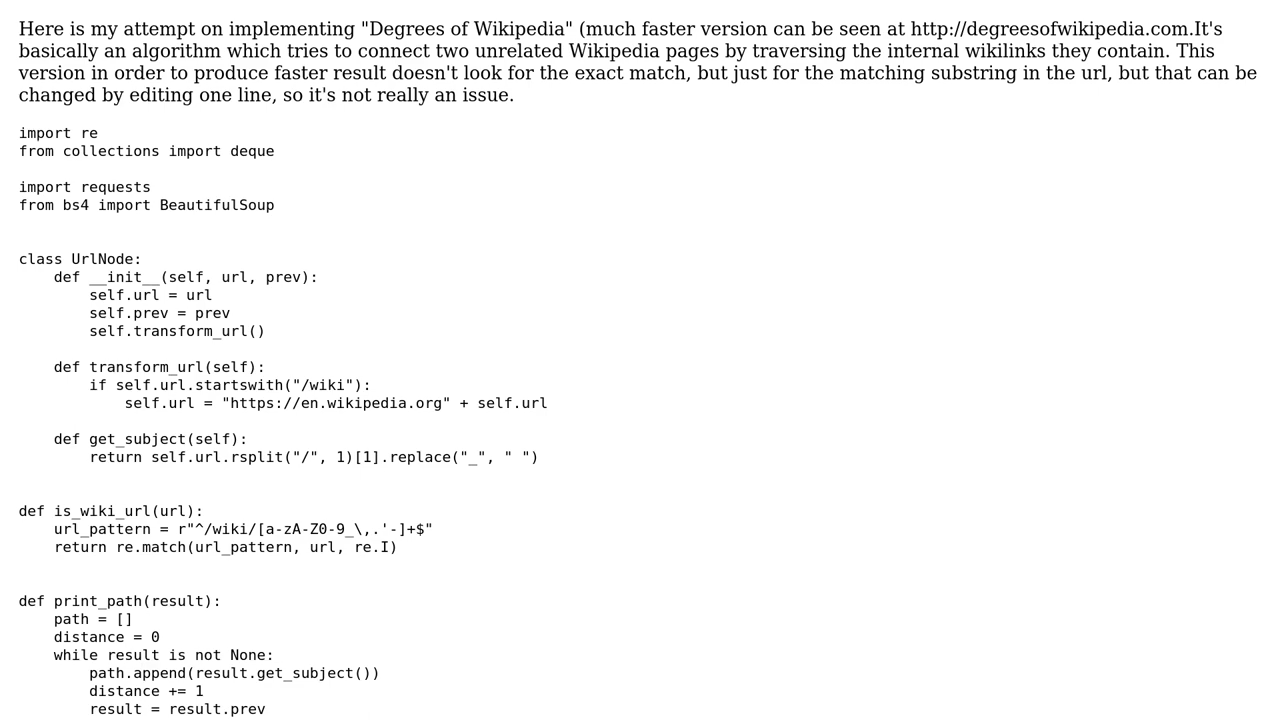 Here is my attempt on implementing "Degrees of Wikipedia" (much faster version can be seen at http://degreesofwikipedia.com.It's
basically an algorithm which tries to connect two unrelated Wikipedia pages by traversing the internal wikilinks they contain. This
version in order to produce faster result doesn't look for the exact match, but just for the matching substring in the url, but that can be
changed by editing one line, so it's not really an issue.

import re
from collections import deque

import requests
from bs4 import BeautifulSoup


class UrlNode:
    def __init__(self, url, prev):
        self.url = url
        self.prev = prev
        self.transform_url()

    def transform_url(self):
        if self.url.startswith("/wiki"):
            self.url = "https://en.wikipedia.org" + self.url

    def get_subject(self):
        return self.url.rsplit("/", 1)[1].replace("_", " ")


def is_wiki_url(url):
    url_pattern = r"^/wiki/[a-zA-Z0-9_\,.'-]+$"
    return re.match(url_pattern, url, re.I)


def print_path(result):
    path = []
    distance = 0
    while result is not None:
        path.append(result.get_subject())
        distance += 1
        result = result.prev